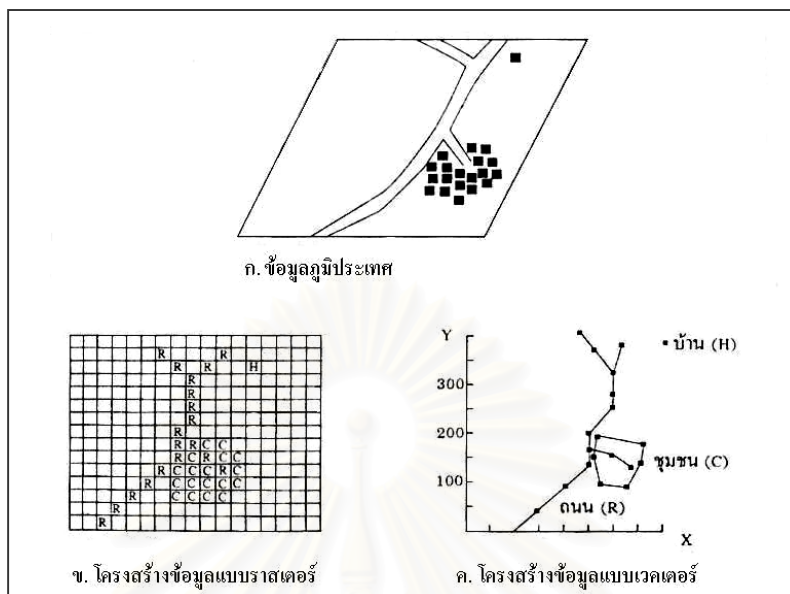 ก. ข้อมูลภูมิประเทศ
R R
R R H
R
R
R
R
R
R R C C
R C R C C
R C C C R C
R C C C C C
R C C C C
R
R
ข. โครงสร้างข้อมูลแบบราสเตอร์
Y
300
200
100
บ้าน (H)
ชุมชน (C)
ถนน (R)
X
ค. โครงสร้างข้อมูลแบบเวคเตอร์